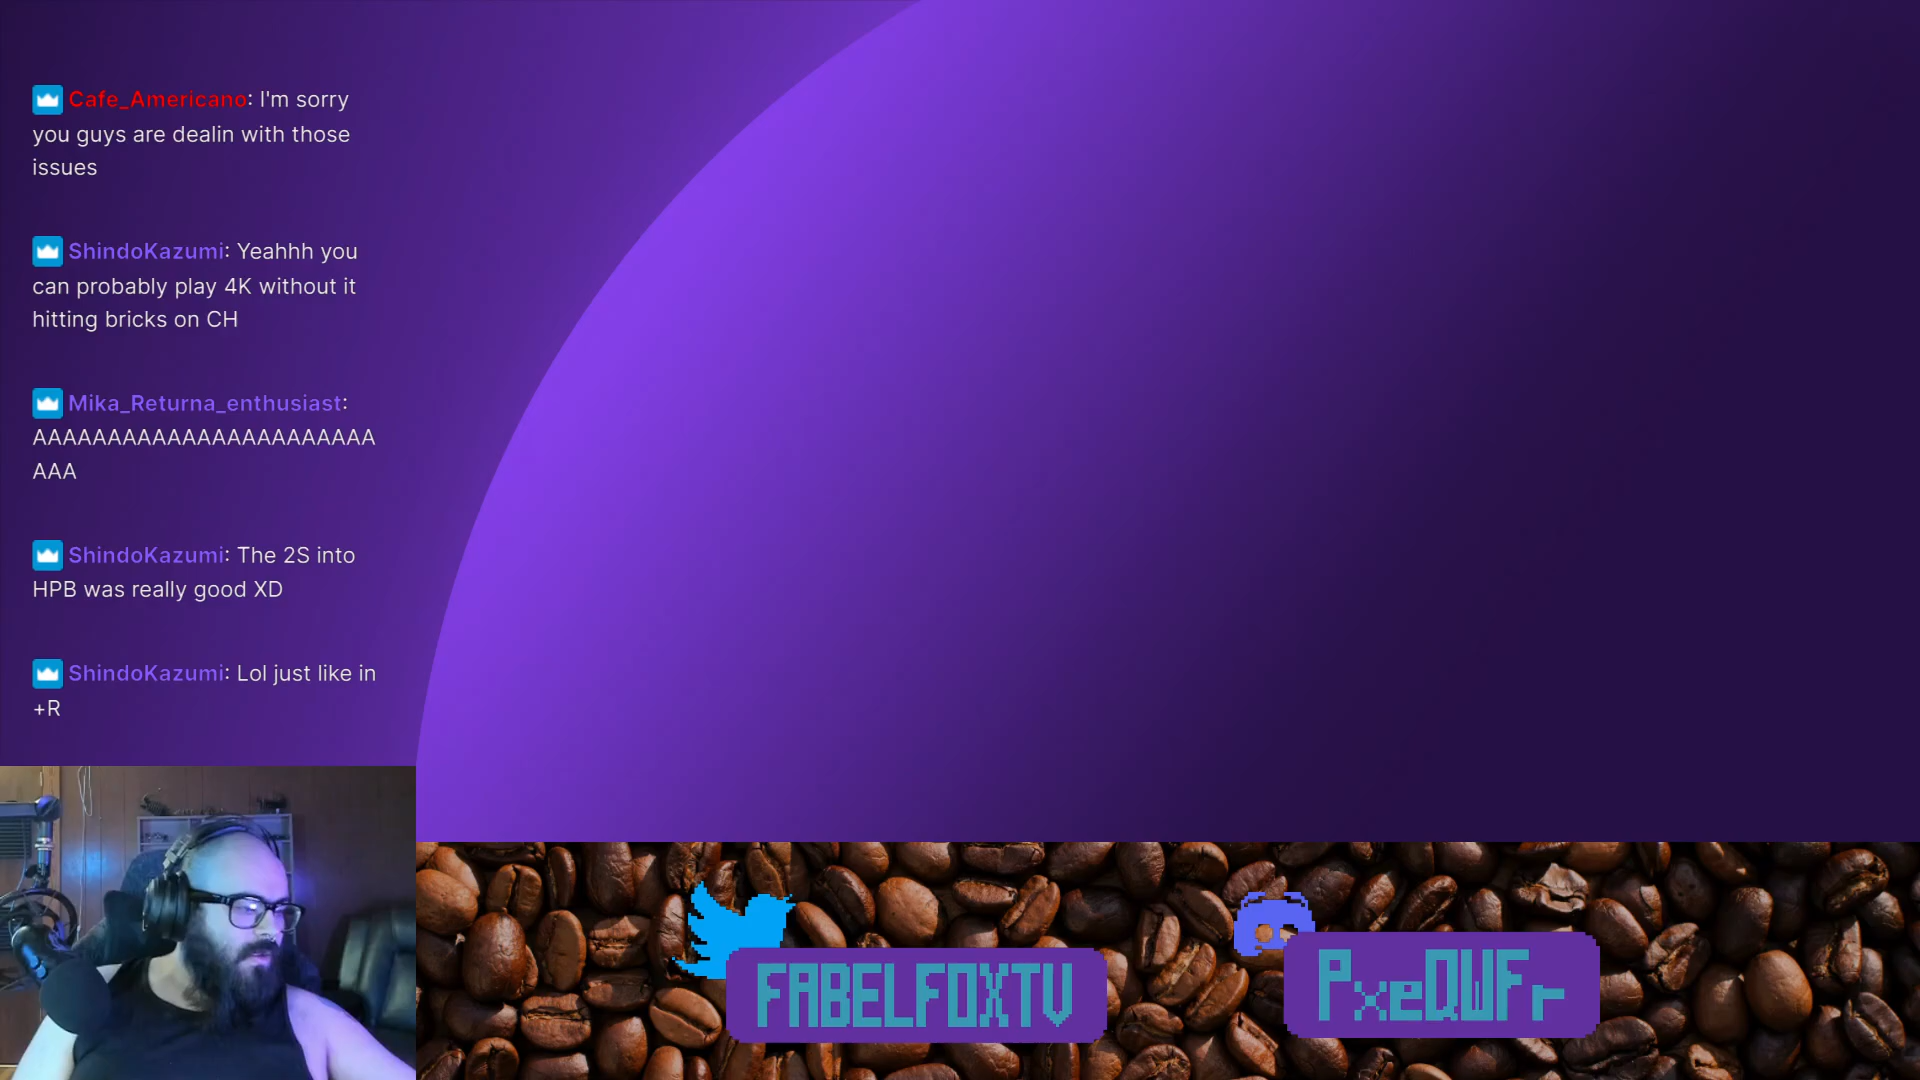 Cafe_Americano: I'm sorry
you guys are dealin with those
issues
ShindoKazumi: Yeahhh you
can probably play 4K without it
hitting bricks on CH
Mika_Returna_enthusiast:
AAAAAAAAAAAAAAAAAAAAAAA
AAA
ShindoKazumi: The 2S into
HPB was really good XD
ShindoKazumi: Lol just like in
+R
FABELFOXTV
PxeQWFr